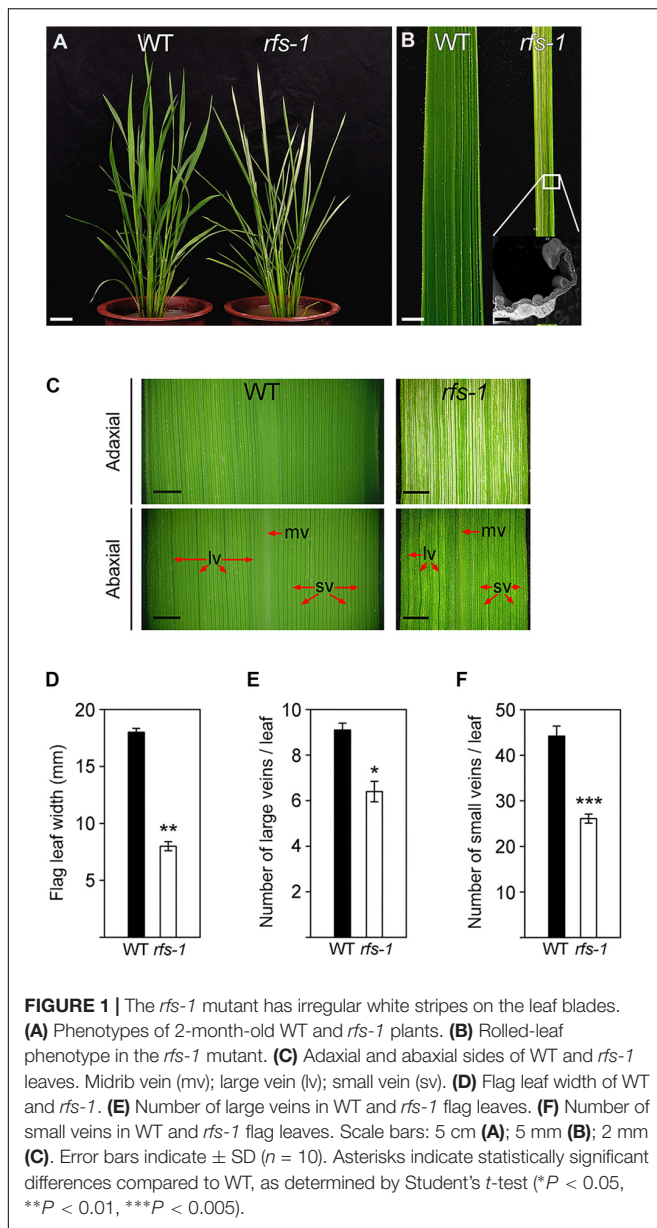 A
WT
rfs-1
B
WT
rfs-1
C
WT
rfs-1
Adaxial
Abaxial
mv
lv
sv
mv
lv
sv
D
Flag leaf width (mm)
20
15
10
5
**
WT rfs-1
E
Number of large veins / leaf
10
8
6
4
2
*
WT rfs-1
F
Number of small veins / leaf
50
40
30
20
10
***
WT rfs-1
FIGURE 1 | The rfs-1 mutant has irregular white stripes on the leaf blades.
(A) Phenotypes of 2-month-old WT and rfs-1 plants. (B) Rolled-leaf
phenotype in the rfs-1 mutant. (C) Adaxial and abaxial sides of WT and rfs-1
leaves. Midrib vein (mv); large vein (lv); small vein (sv). (D) Flag leaf width of WT
and rfs-1. (E) Number of large veins in WT and rfs-1 flag leaves. (F) Number of
small veins in WT and rfs-1 flag leaves. Scale bars: 5 cm (A); 5 mm (B); 2 mm
(C). Error bars indicate ± SD (n = 10). Asterisks indicate statistically significant
differences compared to WT, as determined by Student's t-test (*P < 0.05,
**P < 0.01, ***P < 0.005).